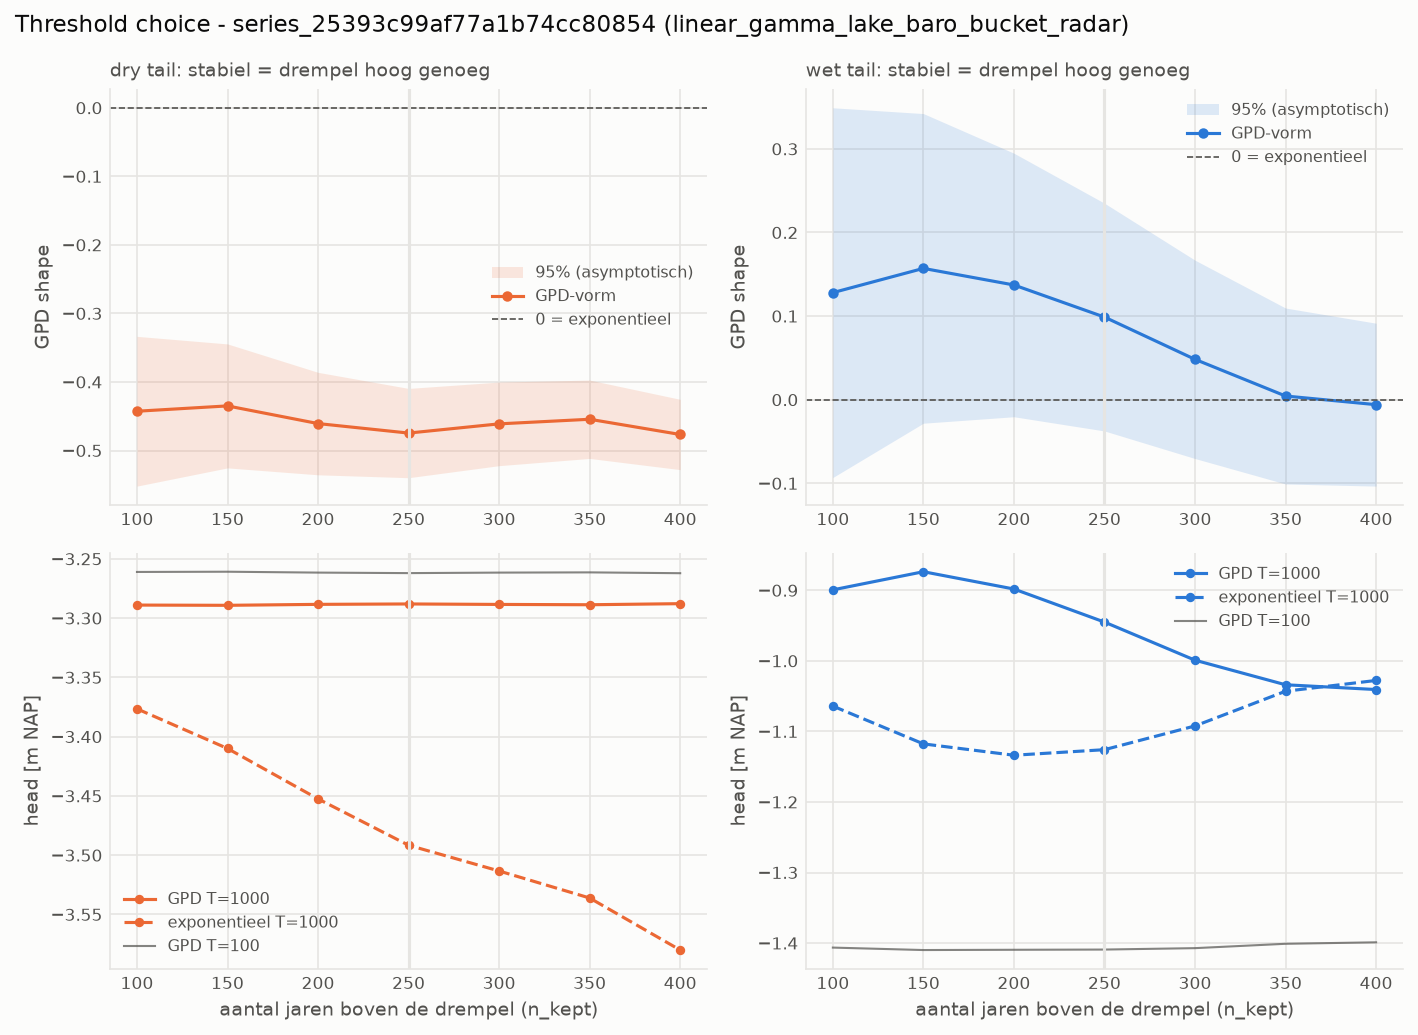 Threshold choice - series_25393c99af77a1b74cc80854 (linear_gamma_lake_baro_bucket_radar)
dry tail: stabiel = drempel hoog genoeg
GPD shape
0.0
−0.1
−0.2
−0.3
−0.4
−0.5
95% (asymptotisch)
GPD-vorm
0 = exponentieel
100 150 200 250 300 350 400
wet tail: stabiel = drempel hoog genoeg
GPD shape
0.3
0.2
0.1
0.0
−0.1
95% (asymptotisch)
GPD-vorm
0 = exponentieel
100 150 200 250 300 350 400
head [m NAP]
−3.25
−3.30
−3.35
−3.40
−3.45
−3.50
−3.55
GPD T=1000
exponentieel T=1000
GPD T=100
100 150 200 250 300 350 400
aantal jaren boven de drempel (n_kept)
head [m NAP]
−0.9
−1.0
−1.1
−1.2
−1.3
−1.4
GPD T=1000
exponentieel T=1000
GPD T=100
100 150 200 250 300 350 400
aantal jaren boven de drempel (n_kept)